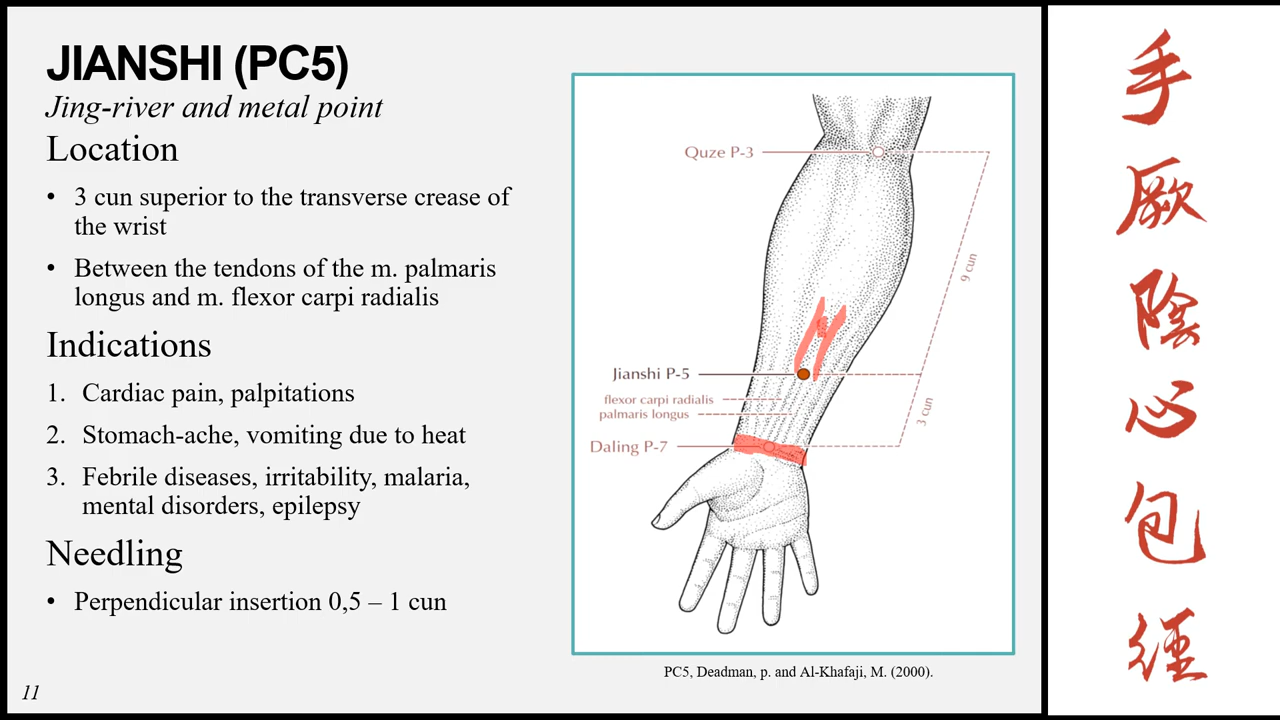 JIANSHI (PC5)
Jing-river and metal point
Location
• 3 cun superior to the transverse crease of
the wrist
• Between the tendons of the m. palmaris
longus and m. flexor carpi radialis
Indications
1. Cardiac pain, palpitations
2. Stomach-ache, vomiting due to heat
3. Febrile diseases, irritability, malaria,
mental disorders, epilepsy
Needling
• Perpendicular insertion 0,5 – 1 cun
11
Quze P-3
9 cun
Jianshi P-5
flexor carpi radialis
palmaris longus
3 cun
Daling P-7
PC5, Deadman, p. and Al-Khafaji, M. (2000).
手
厥
陰
心
包
經